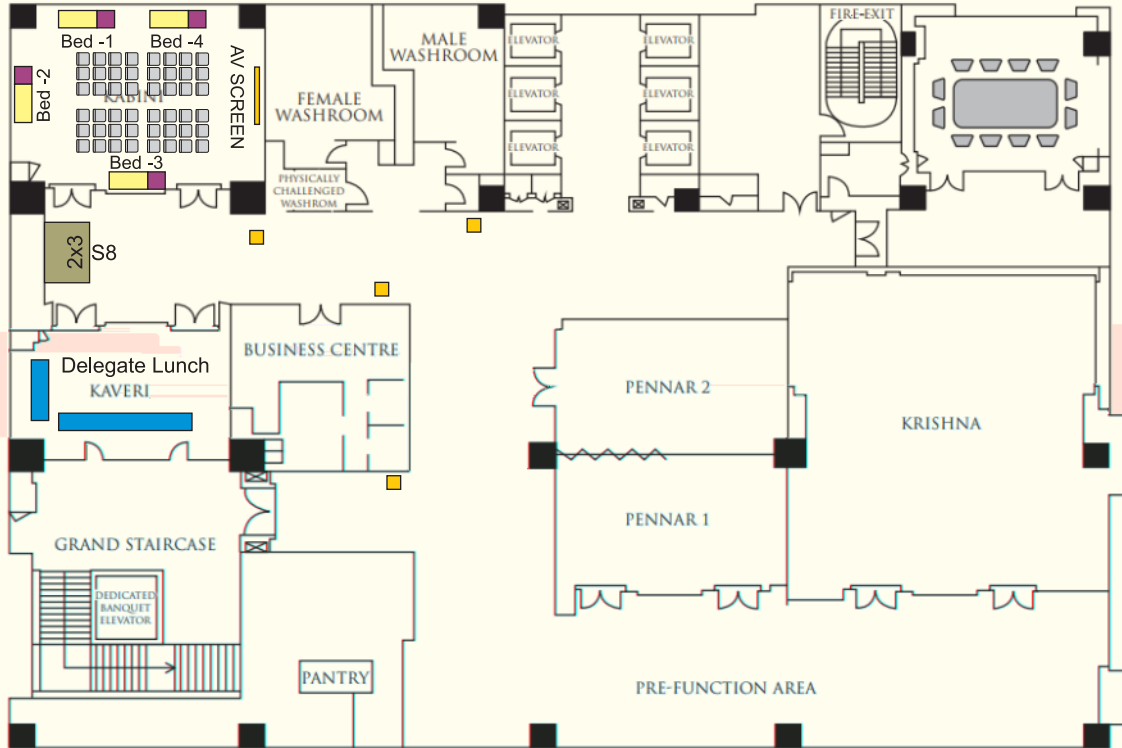 Bed -1
Bed -4
Bed -2
KABINI
AV SCREEN
Bed -3
FEMALE
WASHROOM
MALE
WASHROOM
PHYSICALLY
CHALLENGED
WASHROM
ELEVATOR
ELEVATOR
ELEVATOR
ELEVATOR
ELEVATOR
ELEVATOR
FIRE-EXIT
2x3
S8
Delegate Lunch
KAVERI
BUSINESS CENTRE
PENNAR 2
PENNAR 1
KRISHNA
GRAND STAIRCASE
DEDICATED
BANQUET
ELEVATOR
PANTRY
PRE-FUNCTION AREA